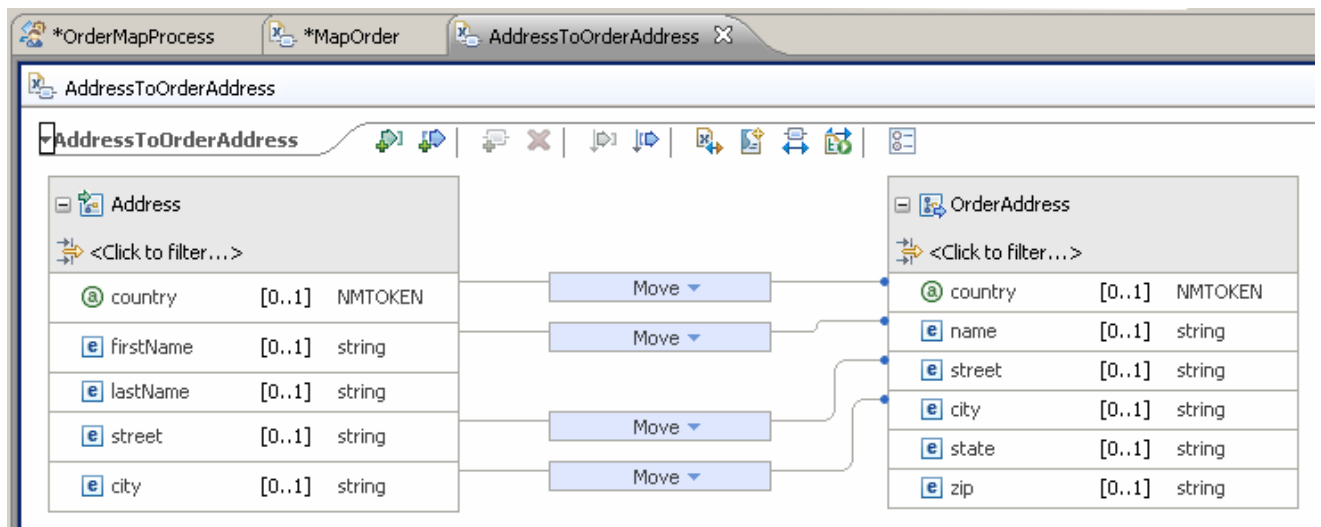 *OrderMapProcess *MapOrder AddressToOrderAddress
AddressToOrderAddress
AddressToOrderAddress
Address
<Click to filter...>
country [0..1] NMTOKEN
firstName [0..1] string
lastName [0..1] string
street [0..1] string
city [0..1] string
Move
Move
Move
Move
OrderAddress
<Click to filter...>
country [0..1] NMTOKEN
name [0..1] string
street [0..1] string
city [0..1] string
state [0..1] string
zip [0..1] string